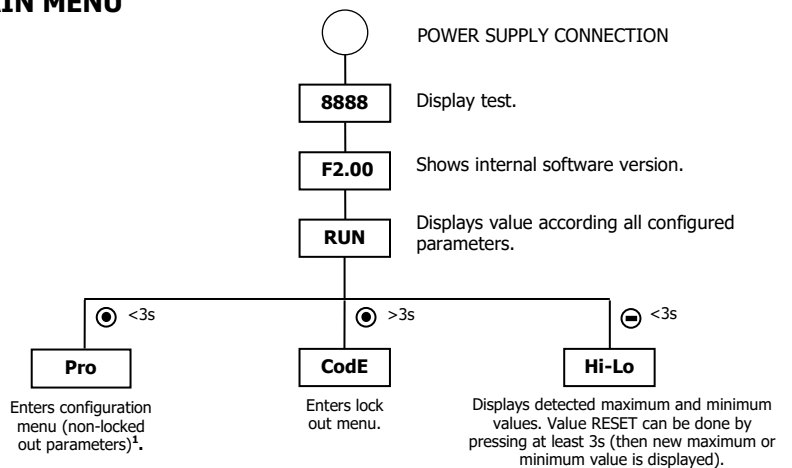 IN MENU
POWER SUPPLY CONNECTION
8888
Display test.
F2.00
Shows internal software version.
RUN
Displays value according all configured
parameters.
<3s
>3s
<3s
Pro
CodE
Hi-Lo
Enters configuration
menu (non-locked
out parameters)¹.
Enters lock
out menu.
Displays detected maximum and minimum
values. Value RESET can be done by
pressing at least 3s (then new maximum or
minimum value is displayed).